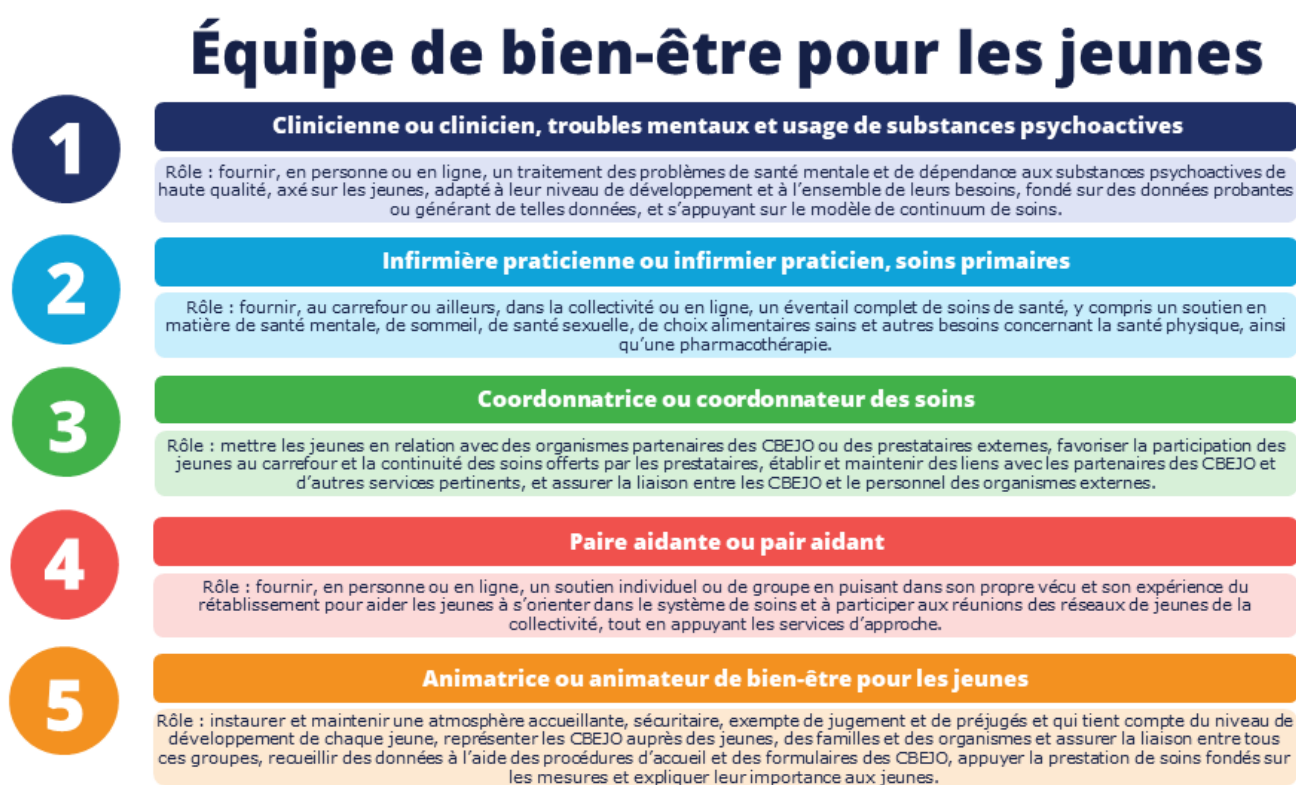 Équipe de bien-être pour les jeunes
1
Clinicienne ou clinicien, troubles mentaux et usage de substances psychoactives
Rôle : fournir, en personne ou en ligne, un traitement des problèmes de santé mentale et de dépendance aux substances psychoactives de
haute qualité, axé sur les jeunes, adapté à leur niveau de développement et à l’ensemble de leurs besoins, fondé sur des données probantes
ou générant de telles données, et s’appuyant sur le modèle de continuum de soins.
2
Infirmière praticienne ou infirmier praticien, soins primaires
Rôle : fournir, au carrefour ou ailleurs, dans la collectivité ou en ligne, un éventail complet de soins de santé, y compris un soutien en
matière de santé mentale, de sommeil, de santé sexuelle, de choix alimentaires sains et autres besoins concernant la santé physique, ainsi
qu’une pharmacothérapie.
3
Coordonnatrice ou coordonnateur des soins
Rôle : mettre les jeunes en relation avec des organismes partenaires des CBEJO ou des prestataires externes, favoriser la participation des
jeunes au carrefour et la continuité des soins offerts par les prestataires, établir et maintenir des liens avec les partenaires des CBEJO et
d’autres services pertinents, et assurer la liaison entre les CBEJO et le personnel des organismes externes.
4
Paire aidante ou pair aidant
Rôle : fournir, en personne ou en ligne, un soutien individuel ou de groupe en puisant dans son propre vécu et son expérience du
rétablissement pour aider les jeunes à s’orienter dans le système de soins et à participer aux réunions des réseaux de jeunes de la
collectivité, tout en appuyant les services d’approche.
5
Animatrice ou animateur de bien-être pour les jeunes
Rôle : instaurer et maintenir une atmosphère accueillante, sécuritaire, exempte de jugement et de préjugés et qui tient compte du niveau de
développement de chaque jeune, représenter les CBEJO auprès des jeunes, des familles et des organismes et assurer la liaison entre tous
ces groupes, recueillir des données à l’aide des procédures d’accueil et des formulaires des CBEJO, appuyer la prestation de soins fondés sur
les mesures et expliquer leur importance aux jeunes.